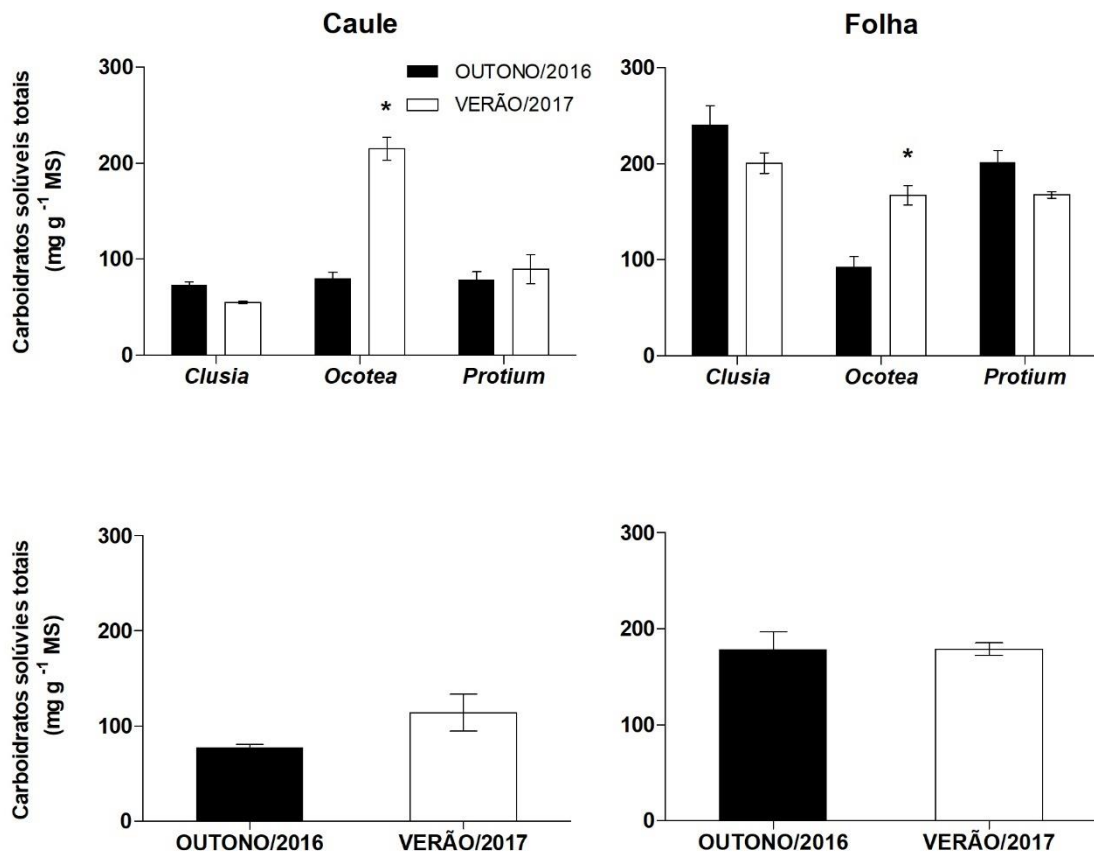 Caule
Folha
Carboidratos solúveis totais
(mg g -1 MS)
300
200
100
0
OUTONO/2016
VERÃO/2017
*
Clusia Ocotea Protium
300
200
100
0
*
Clusia Ocotea Protium
Carboidratos solúvies totais
(mg g -1 MS)
300
200
100
0
OUTONO/2016 VERÃO/2017
300
200
100
0
OUTONO/2016 VERÃO/2017